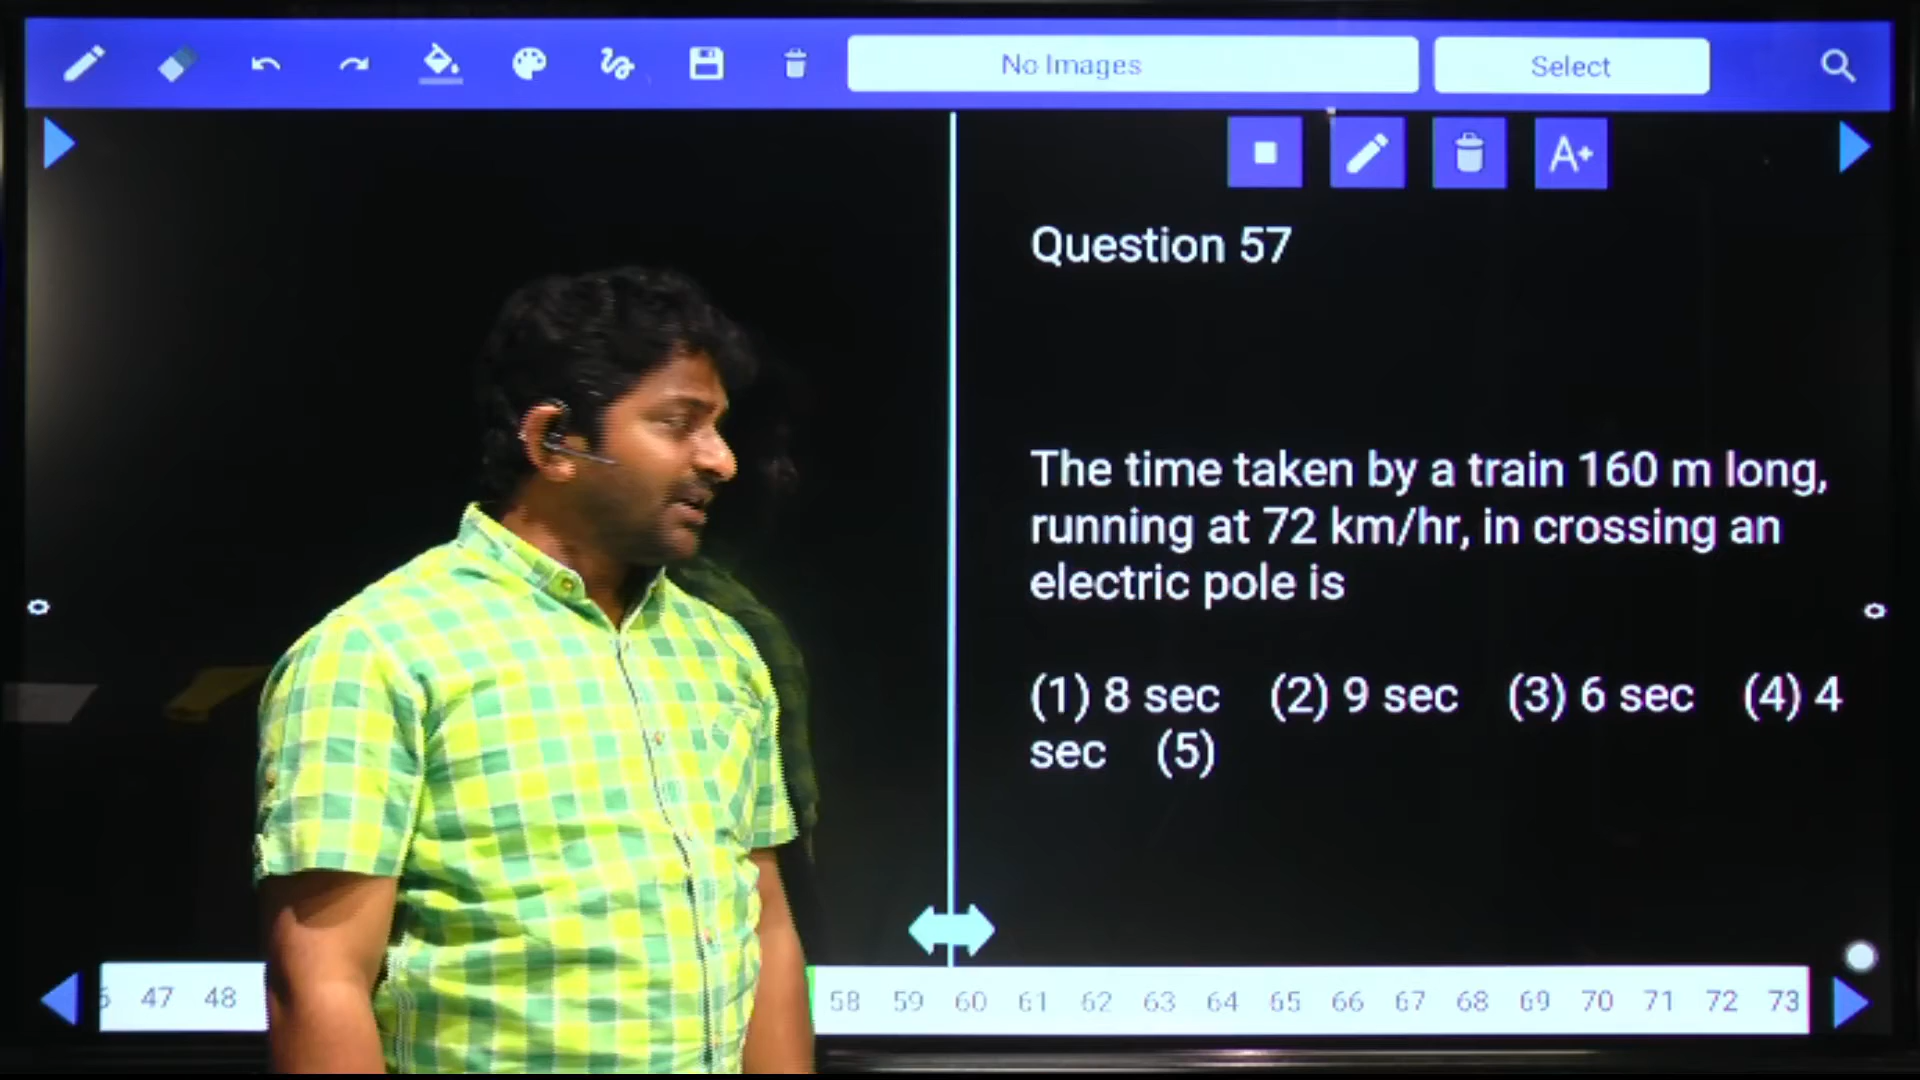 No Images
Select
A+
Question 57
The time taken by a train 160 m long,
running at 72 km/hr, in crossing an
electric pole is
(1) 8 sec (2) 9 sec (3) 6 sec (4) 4
sec (5)
47 48 58 59 60 61 62 63 64 65 66 67 68 69 70 71 72 73